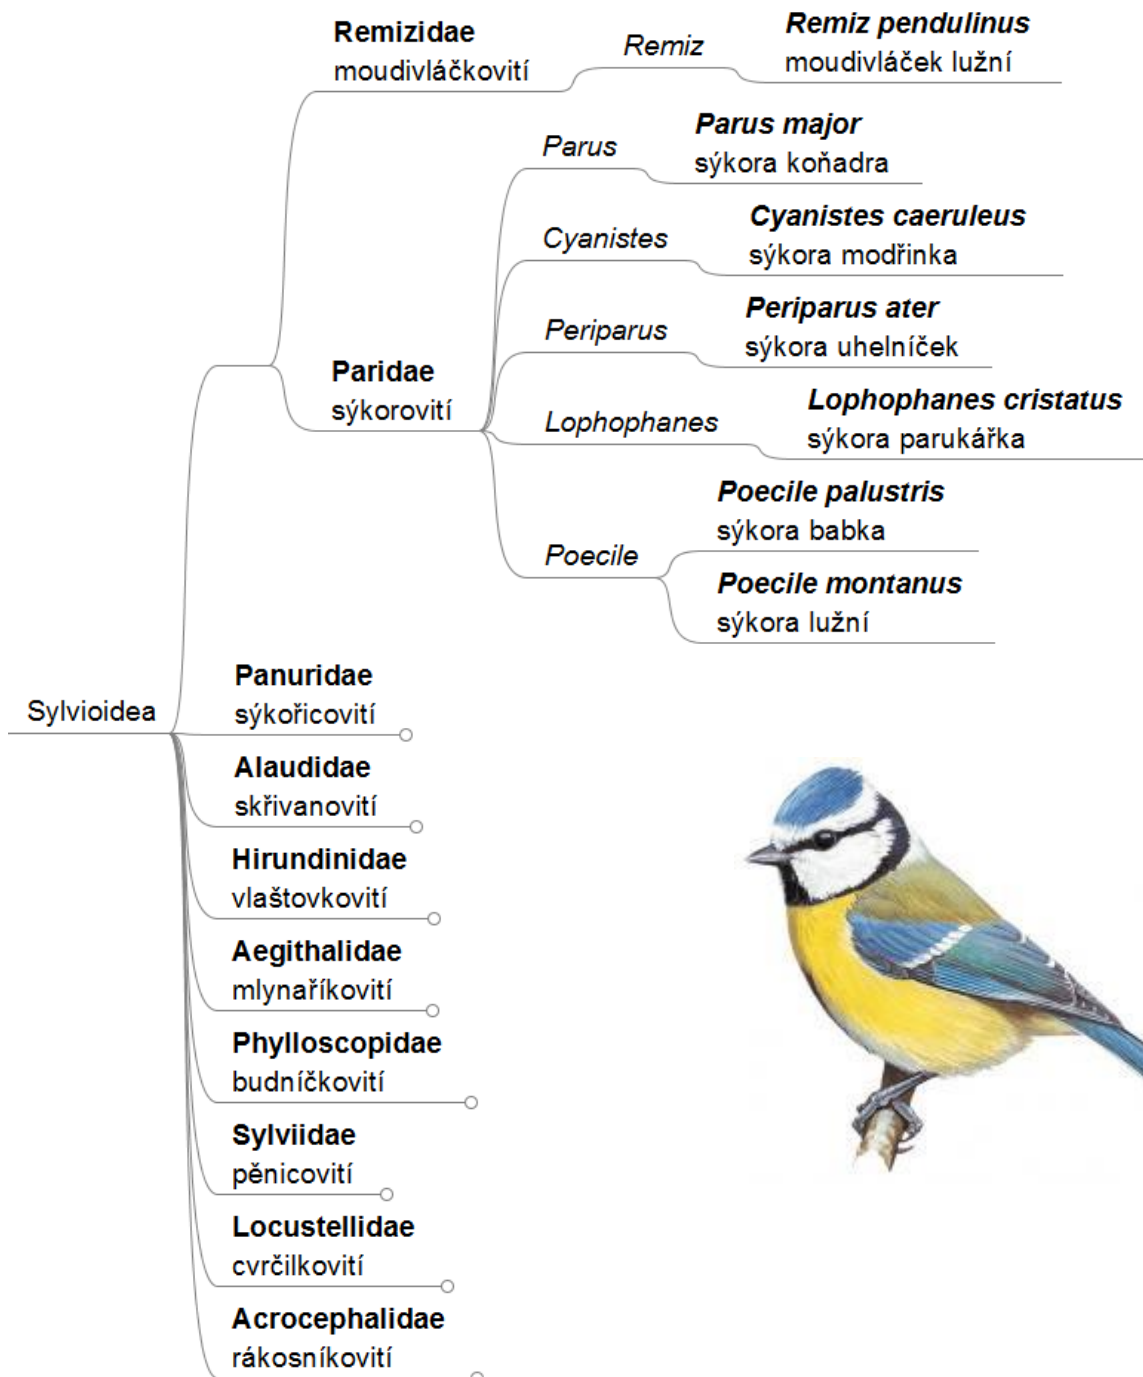 Remizidae
moudivláčkovití
Remiz
Remiz pendulinus
moudivláček lužní
Paridae
sýkorovití
Parus
Parus major
sýkora koňadra
Cyanistes
Cyanistes caeruleus
sýkora modřinka
Periparus
Periparus ater
sýkora uhelníček
Lophophanes
Lophophanes cristatus
sýkora parukářka
Poecile
Poecile palustris
sýkora babka
Poecile montanus
sýkora lužní
Sylvioidea
Panuridae
sýkořicovití
Alaudidae
skřivanovití
Hirundinidae
vlaštovkovití
Aegithalidae
mlynaříkovití
Phylloscopidae
budníčkovití
Sylviidae
pěnicovití
Locustellidae
cvrčilkovití
Acrocephalidae
rákosníkovití